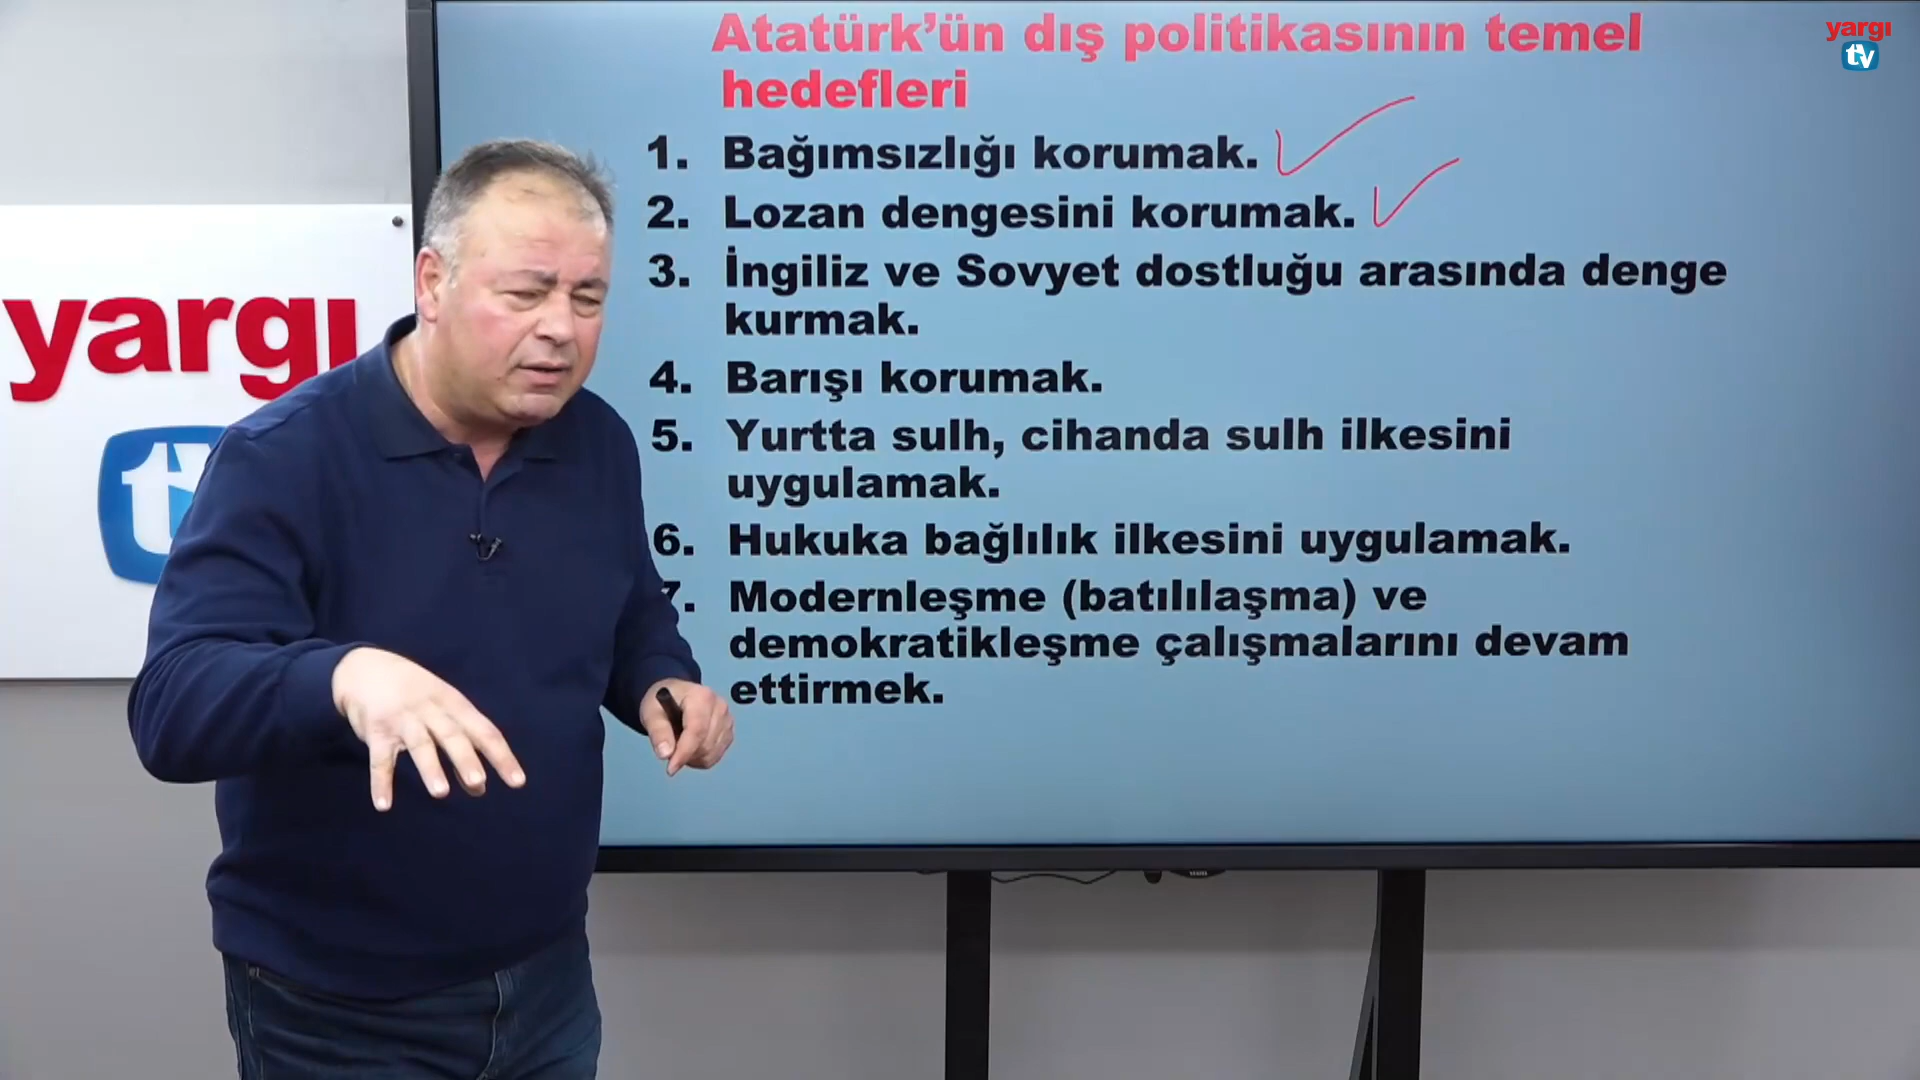 Atatürk’ün dış politikasının temel
hedefleri
1. Bağımsızlığı korumak.
2. Lozan dengesini korumak.
3. İngiliz ve Sovyet dostluğu arasında denge
kurmak.
4. Barışı korumak.
5. Yurtta sulh, cihanda sulh ilkesini
uygulamak.
6. Hukuka bağlılık ilkesini uygulamak.
7. Modernleşme (batılılaşma) ve
demokratikleşme çalışmalarını devam
ettirmek.
yargı
tv
yargı
tv